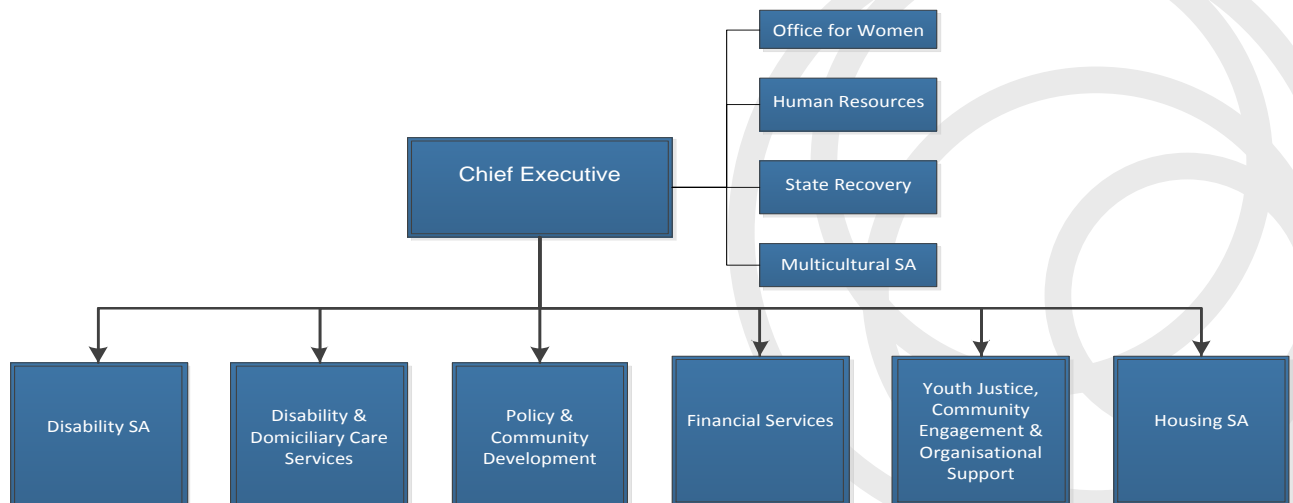 Office for Women
Human Resources
Chief Executive
State Recovery
Multicultural SA
Disability SA
Disability &
Domiciliary Care
Services
Policy &
Community
Development
Financial Services
Youth Justice,
Community
Engagement &
Organisational
Support
Housing SA